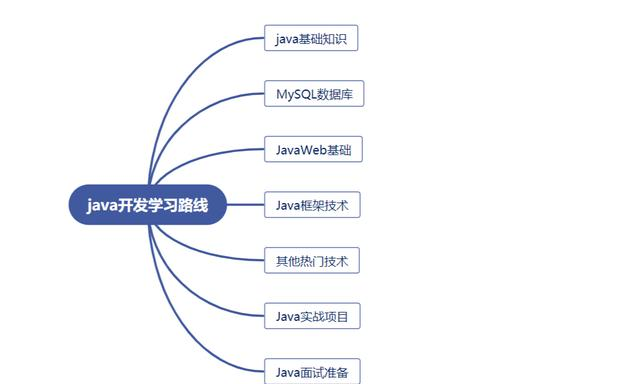 java开发学习路线
java基础知识
MySQL数据库
JavaWeb基础
Java框架技术
其他热门技术
Java实战项目
Java面试准备